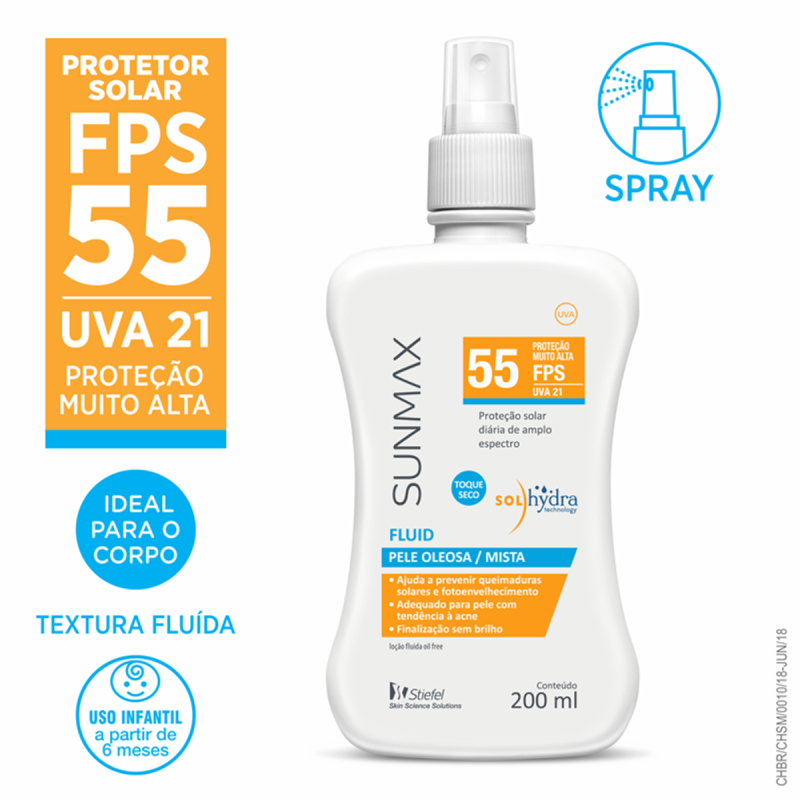 PROTETOR
SOLAR
FPS
55
UVA 21
PROTEÇÃO
MUITO ALTA
IDEAL
PARA O
CORPO
TEXTURA FLUÍDA
USO INFANTIL
a partir de
6 meses
SPRAY
UVA
SUNMAX
55
PROTEÇÃO
MUITO ALTA
FPS
UVA 21
Proteção solar
diária de amplo
espectro
TOQUE
SECO
SOL hydra
technology
FLUID
PELE OLEOSA / MISTA
• Ajuda a prevenir queimaduras
solares e fotoenvelhecimento
• Adequado para pele com
tendência à acne
• Finalização sem brilho
loção fluida oil free
Stiefel
Skin Science Solutions
Conteúdo
200 ml
CHBR/CHSM/0010/18-JUN/18